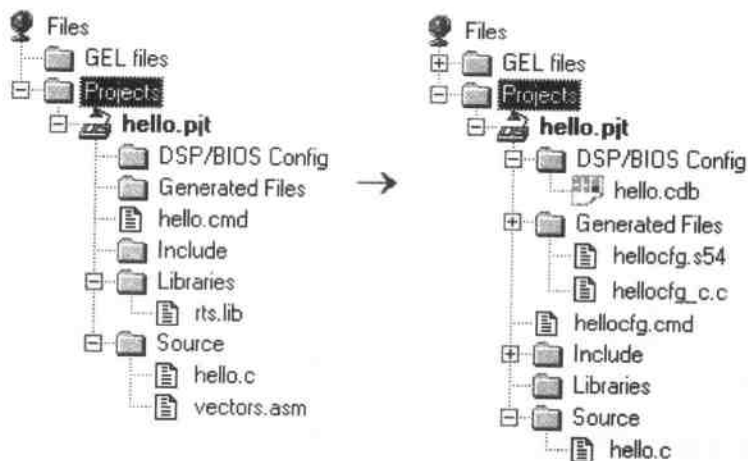 Files
GEL files
Projects
hello.pjt
DSP/BIOS Config
Generated Files
hello.cmd
Include
Libraries
rts.lib
Source
hello.c
vectors.asm
Files
GEL files
Projects
hello.pjt
DSP/BIOS Config
hello.cdb
Generated Files
hellocfg.s54
hellocfg_c.c
hellocfg.cmd
Include
Libraries
Source
hello.c